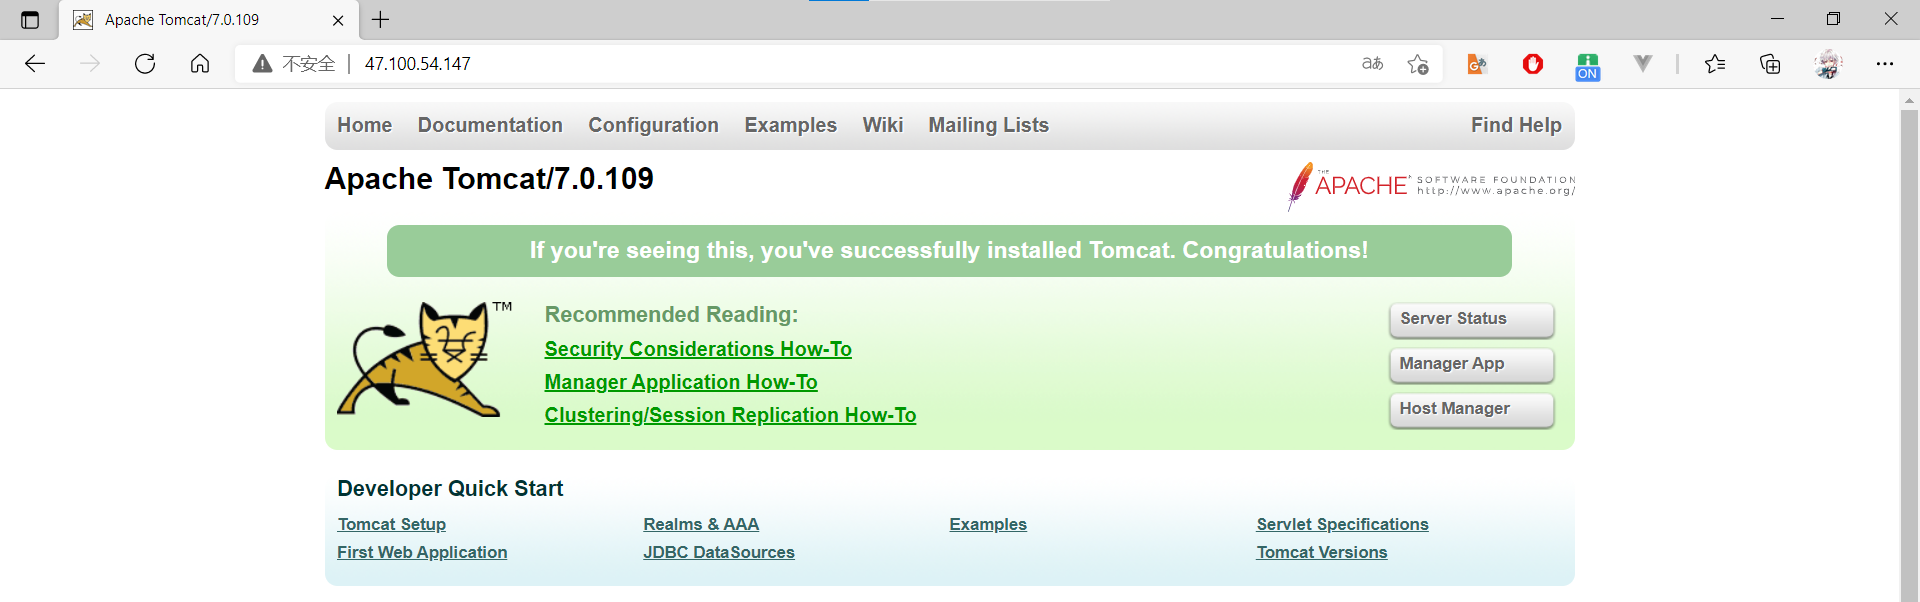 Apache Tomcat/7.0.109
不安全 47.100.54.147
aあ
G
ON
Home Documentation Configuration Examples Wiki Mailing Lists Find Help
Apache Tomcat/7.0.109
THE APACHE SOFTWARE FOUNDATION
http://www.apache.org/
If you're seeing this, you've successfully installed Tomcat. Congratulations!
TM
Recommended Reading:
Security Considerations How-To
Manager Application How-To
Clustering/Session Replication How-To
Server Status
Manager App
Host Manager
Developer Quick Start
Tomcat Setup
First Web Application
Realms & AAA
JDBC DataSources
Examples
Servlet Specifications
Tomcat Versions